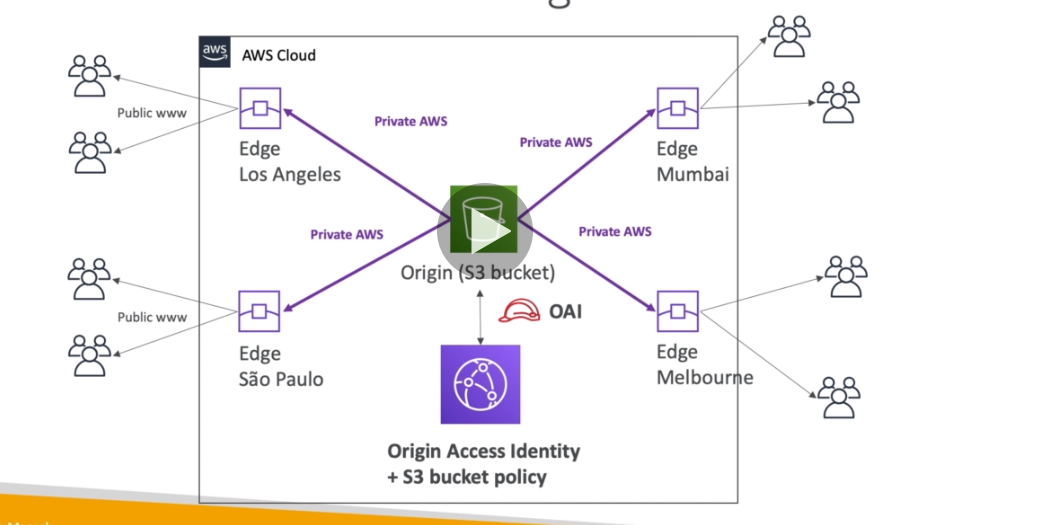 aws
AWS Cloud
Public www
Private AWS
Private AWS
Edge
Los Angeles
Edge
Mumbai
Private AWS
Private AWS
Origin (S3 bucket)
OAI
Public www
Edge
São Paulo
Edge
Melbourne
Origin Access Identity
+ S3 bucket policy